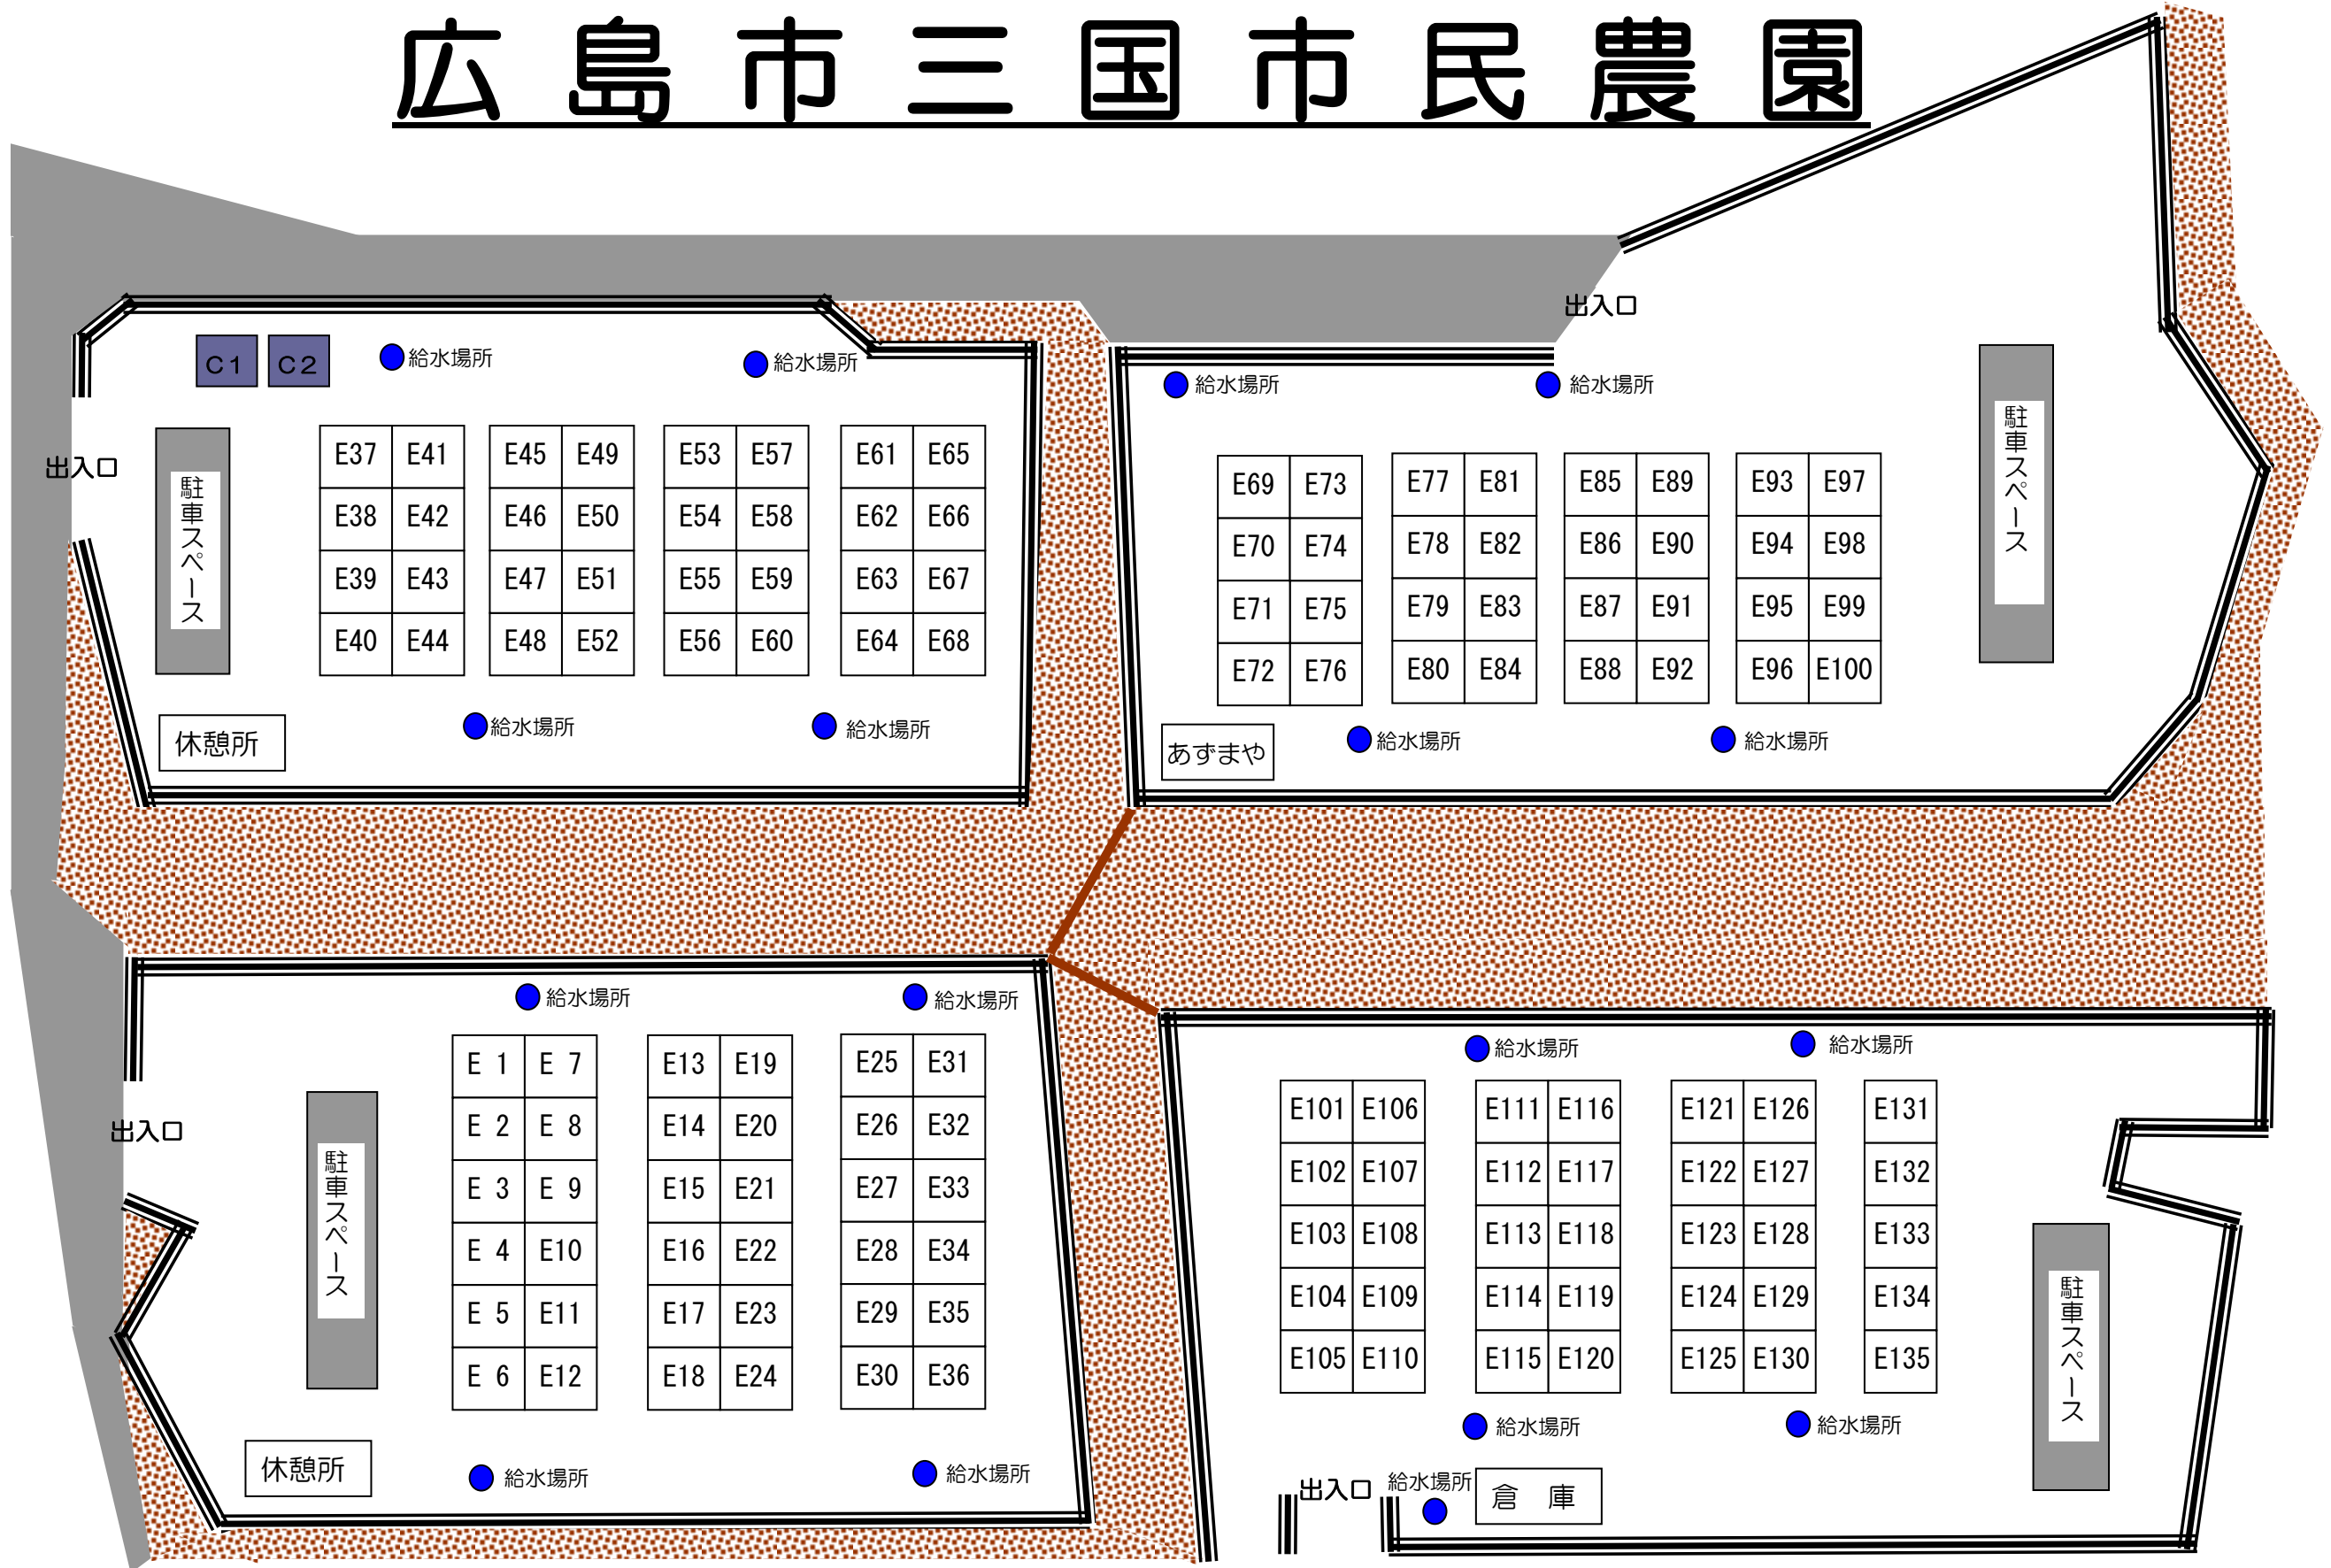 広島市三国市民農園
出入口
C1 C2
給水場所 給水場所
出入口
駐車スペース
E37 E41 E45 E49 E53 E57 E61 E65
E38 E42 E46 E50 E54 E58 E62 E66
E39 E43 E47 E51 E55 E59 E63 E67
E40 E44 E48 E52 E56 E60 E64 E68
休憩所
給水場所 給水場所
給水場所 給水場所
駐車スペース
E69 E73 E77 E81 E85 E89 E93 E97
E70 E74 E78 E82 E86 E90 E94 E98
E71 E75 E79 E83 E87 E91 E95 E99
E72 E76 E80 E84 E88 E92 E96 E100
あずまや
給水場所 給水場所
給水場所 給水場所
出入口
駐車スペース
E 1 E 7 E13 E19 E25 E31
E 2 E 8 E14 E20 E26 E32
E 3 E 9 E15 E21 E27 E33
E 4 E10 E16 E22 E28 E34
E 5 E11 E17 E23 E29 E35
E 6 E12 E18 E24 E30 E36
休憩所
給水場所 給水場所
給水場所 給水場所
E101 E106 E111 E116 E121 E126 E131
E102 E107 E112 E117 E122 E127 E132
E103 E108 E113 E118 E123 E128 E133
E104 E109 E114 E119 E124 E129 E134
E105 E110 E115 E120 E125 E130 E135
駐車スペース
給水場所 給水場所
出入口 給水場所 倉 庫